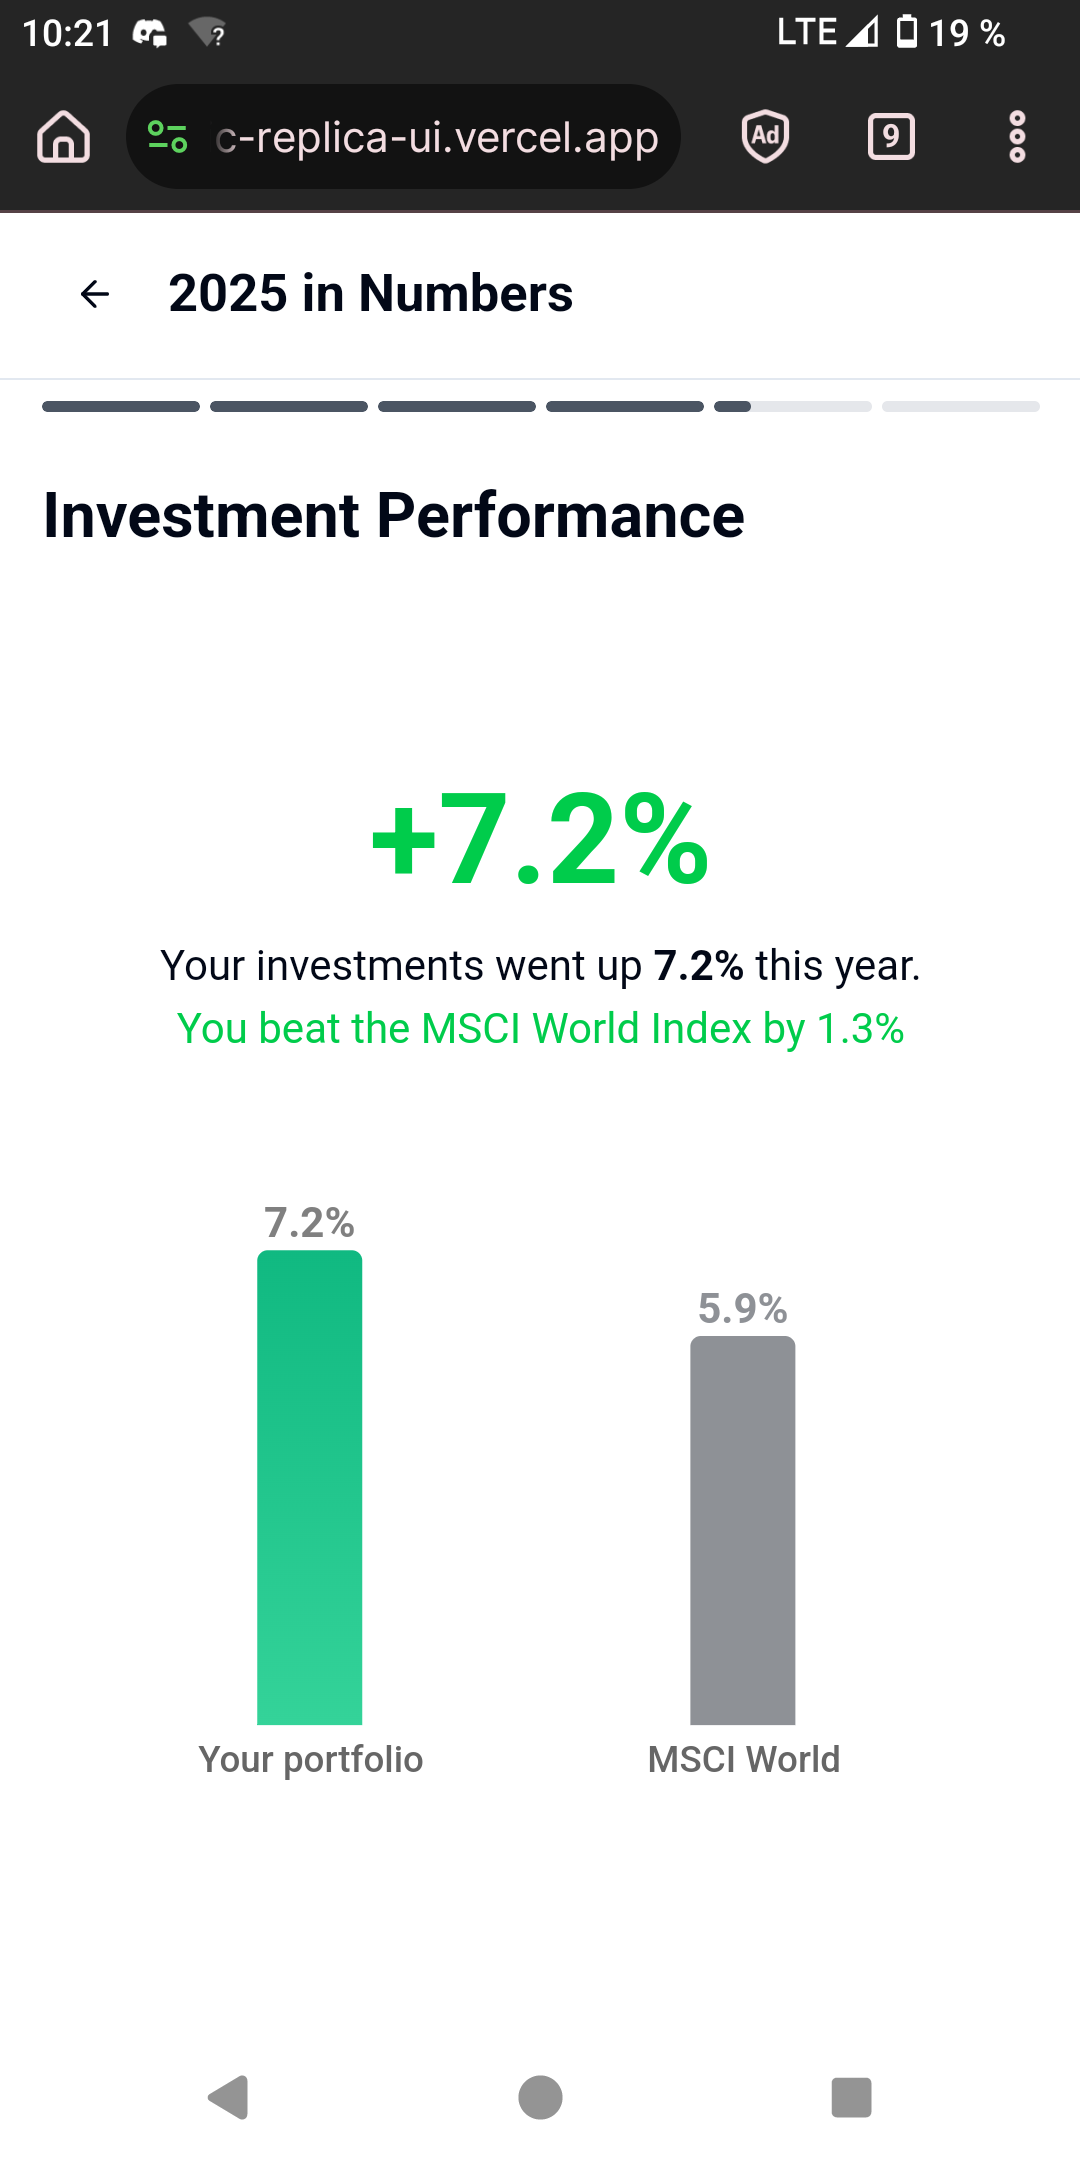 10:21 ? LTE 19 %
c-replica-ui.vercel.app Ad 9
2025 in Numbers
Investment Performance
+7.2%
Your investments went up 7.2% this year.
You beat the MSCI World Index by 1.3%
7.2%
5.9%
Your portfolio MSCI World